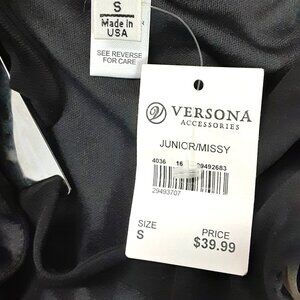 S
Made in
USA
SEE REVERSE
FOR CARE
VERSONA
ACCESSORIES
JUNIOR/MISSY
4036 16 29492683
29493707
SIZE
S
PRICE
$39.99